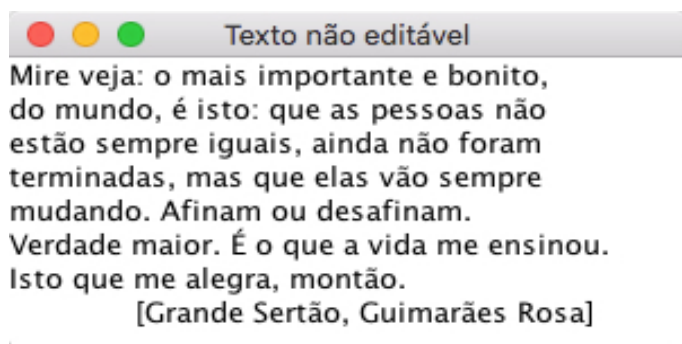 Texto não editável
Mire veja: o mais importante e bonito,
do mundo, é isto: que as pessoas não
estão sempre iguais, ainda não foram
terminadas, mas que elas vão sempre
mudando. Afinam ou desafinam.
Verdade maior. É o que a vida me ensinou.
Isto que me alegra, montão.
[Grande Sertão, Guimarães Rosa]